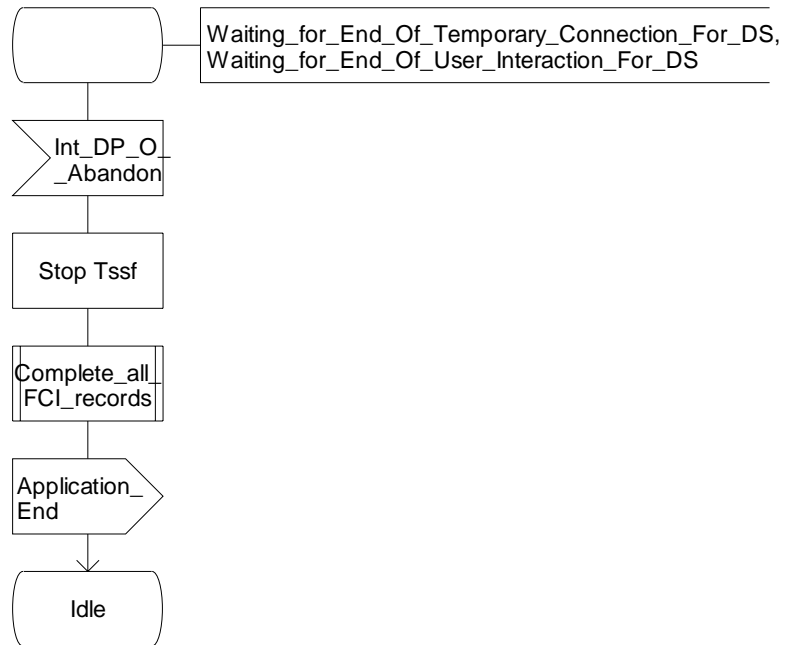 Waiting_for_End_Of_Temporary_Connection_For_DS,
Waiting_for_End_Of_User_Interaction_For_DS
Int_DP_O_
_Abandon
Stop Tssf
Complete_all_
FCI_records
Application_
End
Idle